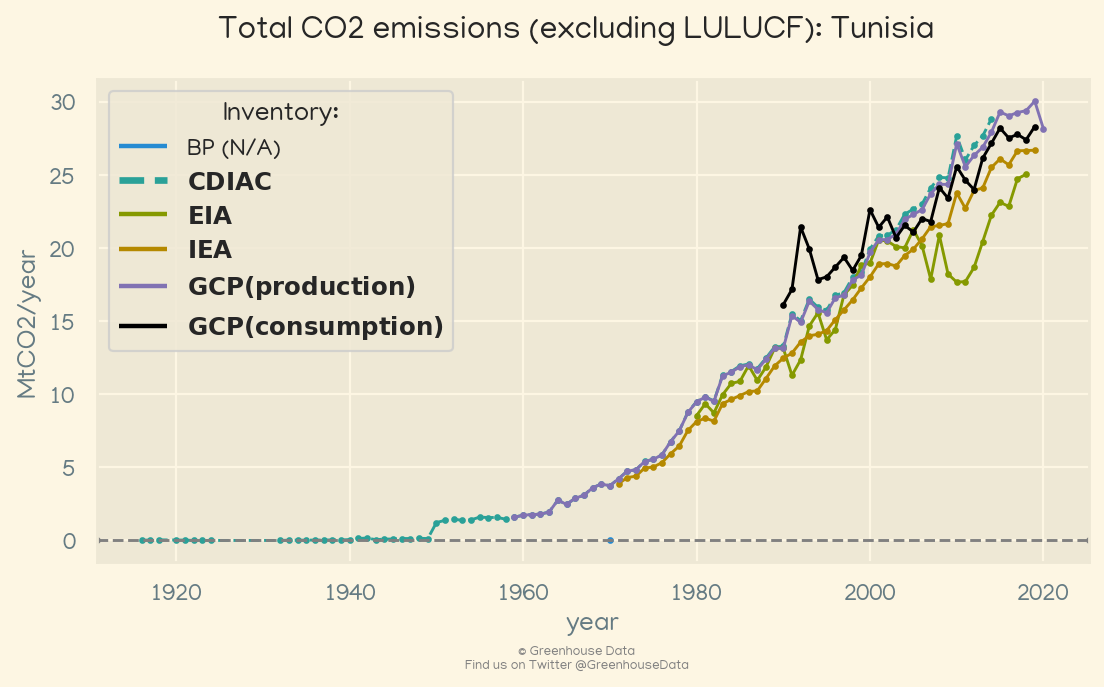 Total CO2 emissions (excluding LULUCF): Tunisia
Inventory:
BP (N/A)
CDIAC
EIA
IEA
GCP(production)
GCP(consumption)
MtCO2/year
30
25
20
15
10
5
0
1920 1940 1960 1980 2000 2020
year
© Greenhouse Data
Find us on Twitter @GreenhouseData